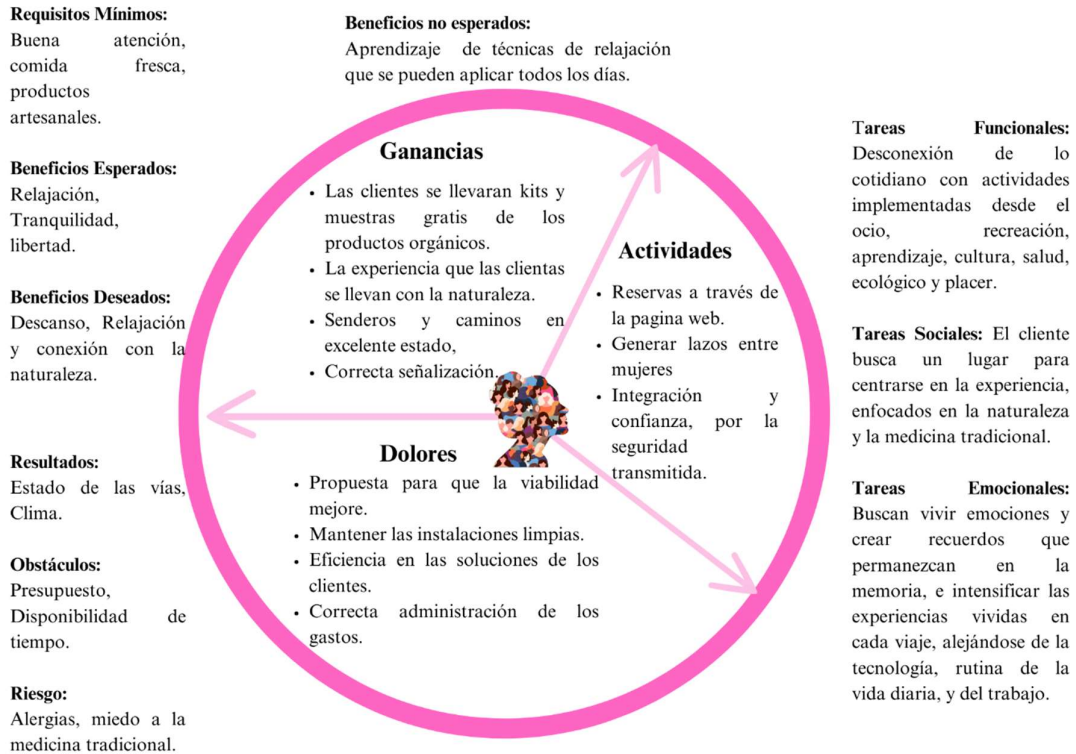 Requisitos Mínimos:
Buena atención,
comida fresca,
productos
artesanales.
Beneficios Esperados:
Relajación,
Tranquilidad,
libertad.
Beneficios Deseados:
Descanso, Relajación
y conexión con la
naturaleza.
Resultados:
Estado de las vías,
Clima.
Obstáculos:
Presupuesto,
Disponibilidad de
tiempo.
Riesgo:
Alergias, miedo a la
medicina tradicional.
Beneficios no esperados:
Aprendizaje de técnicas de relajación
que se pueden aplicar todos los días.
Ganancias
• Las clientes se llevaran kits y
muestras gratis de los
productos orgánicos.
• La experiencia que las clientas
se llevan con la naturaleza.
• Senderos y caminos en
excelente estado,
• Correcta señalización.
Dolores
• Propuesta para que la viabilidad
mejore.
• Mantener las instalaciones limpias.
• Eficiencia en las soluciones de los
clientes.
• Correcta administración de los
gastos.
Actividades
• Reservas a través de
la pagina web.
• Generar lazos entre
mujeres
• Integración y
confianza, por la
seguridad
transmitida.
Tareas Funcionales:
Desconexión de lo
cotidiano con actividades
implementadas desde el
ocio, recreación,
aprendizaje, cultura, salud,
ecológico y placer.
Tareas Sociales: El cliente
busca un lugar para
centrarse en la experiencia,
enfocados en la naturaleza
y la medicina tradicional.
Tareas Emocionales:
Buscan vivir emociones y
crear recuerdos que
permanezcan en la
memoria, e intensificar las
experiencias vividas en
cada viaje, alejándose de la
tecnología, rutina de la
vida diaria, y del trabajo.